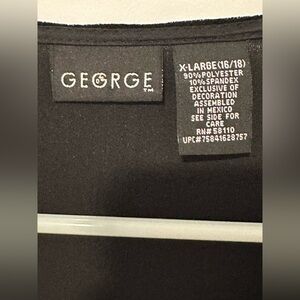 GEORGE
TM
X-LARGE(16/18)
90%POLYESTER
10%SPANDEX
EXCLUSIVE OF
DECORATION
ASSEMBLED
IN MEXICO
SEE SIDE FOR
CARE
RN# 58110
UPC#75841628757